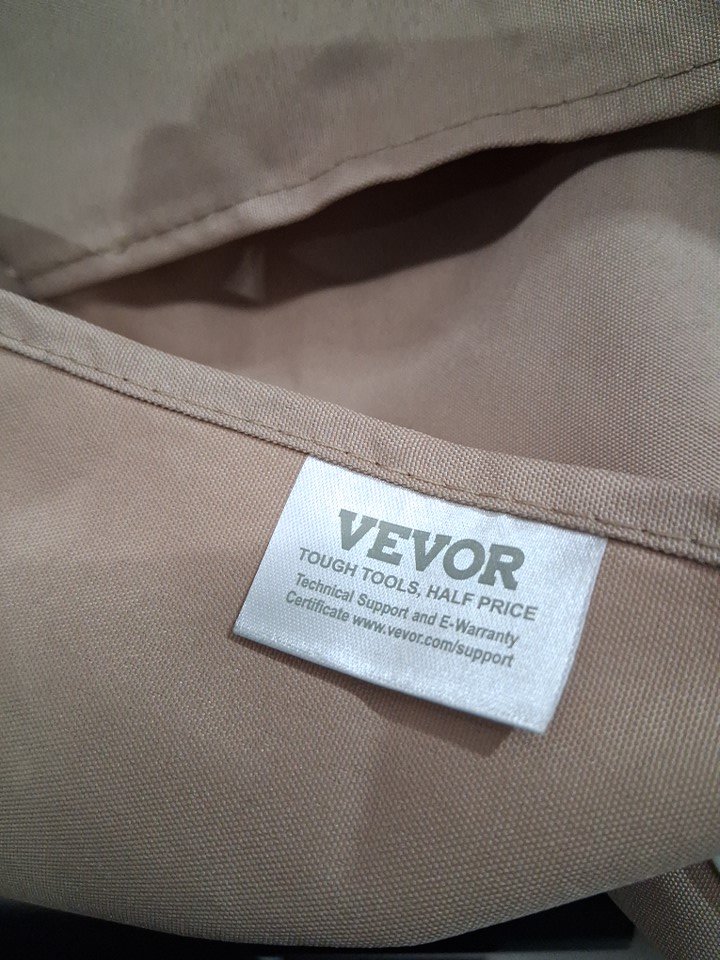 VEVOR
TOUGH TOOLS, HALF PRICE
Technical Support and E-Warranty
Certificate www.vevor.com/support